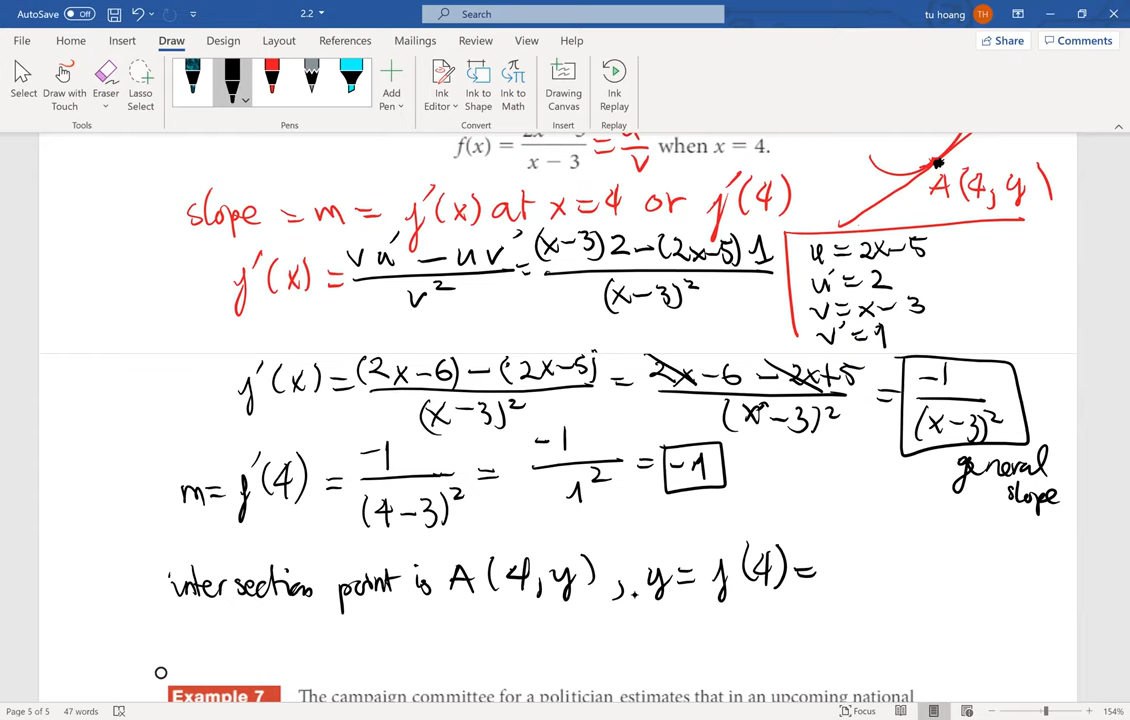 AutoSave Off 2.2 Search tu hoang TH
File Home Insert Draw Design Layout References Mailings Review View Help Share Comments
Select Draw with Touch Eraser Lasso Select Add Pen Ink Editor Ink to Shape Ink to Math Drawing Canvas Ink Replay
Tools Pens Convert Insert Replay
f(x) = 2x − 5 / x − 3 = u/v when x = 4.
A(4, y)
slope = m = f'(x) at x = 4 or f'(4)
f'(x) = vu' − uv' / v² = (x−3)2 − (2x−5)1 / (x−3)²
u = 2x−5
u' = 2
v = x − 3
v' = 1
f'(x) = (2x−6) − (2x−5) / (x−3)² = 2x − 6 − 2x + 5 / (x − 3)² = −1 / (x−3)²
general slope
m = f'(4) = −1 / (4−3)² = −1 / 1² = −1
intersection point is A(4, y), y = f(4) =
Example 7 The campaign committee for a politician estimates that in an upcoming national
Page 5 of 5 47 words Focus 154%